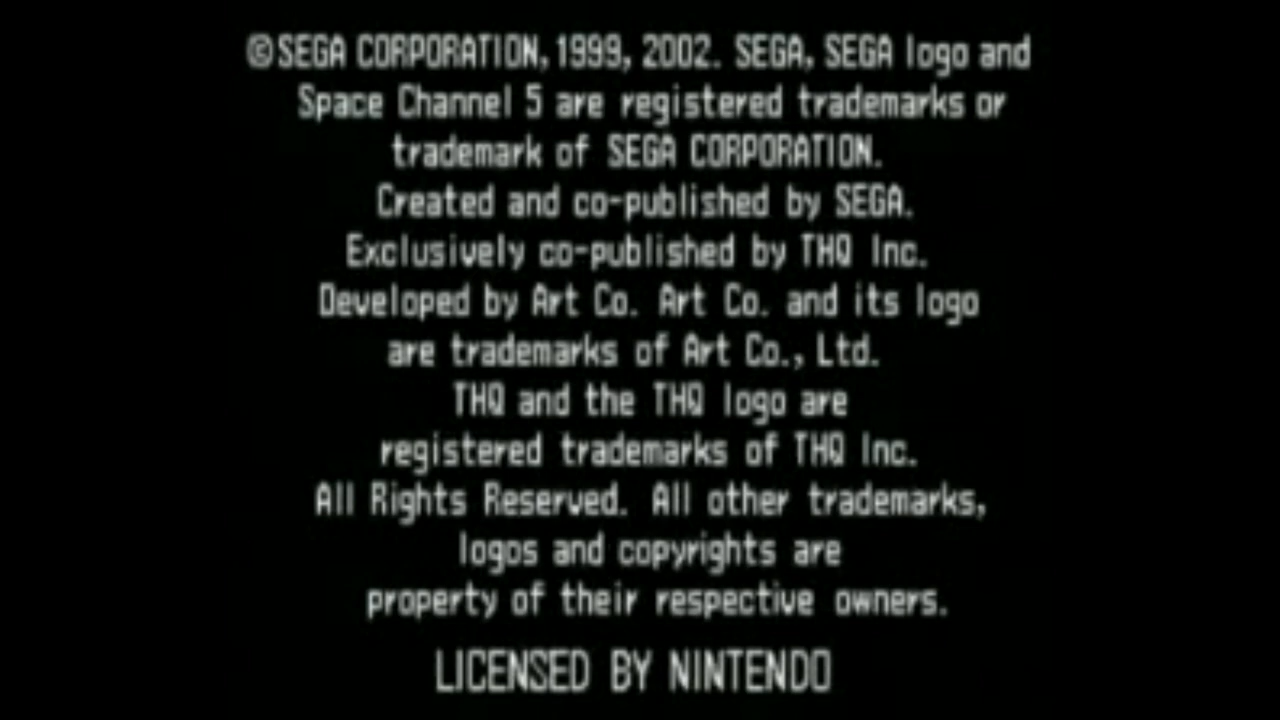 ©SEGA CORPORATION, 1999, 2002. SEGA, SEGA logo and
Space Channel 5 are registered trademarks or
trademark of SEGA CORPORATION.
Created and co-published by SEGA.
Exclusively co-published by THQ Inc.
Developed by Art Co. Art Co. and its logo
are trademarks of Art Co., Ltd.
THQ and the THQ logo are
registered trademarks of THQ Inc.
All Rights Reserved. All other trademarks,
logos and copyrights are
property of their respective owners.
LICENSED BY NINTENDO